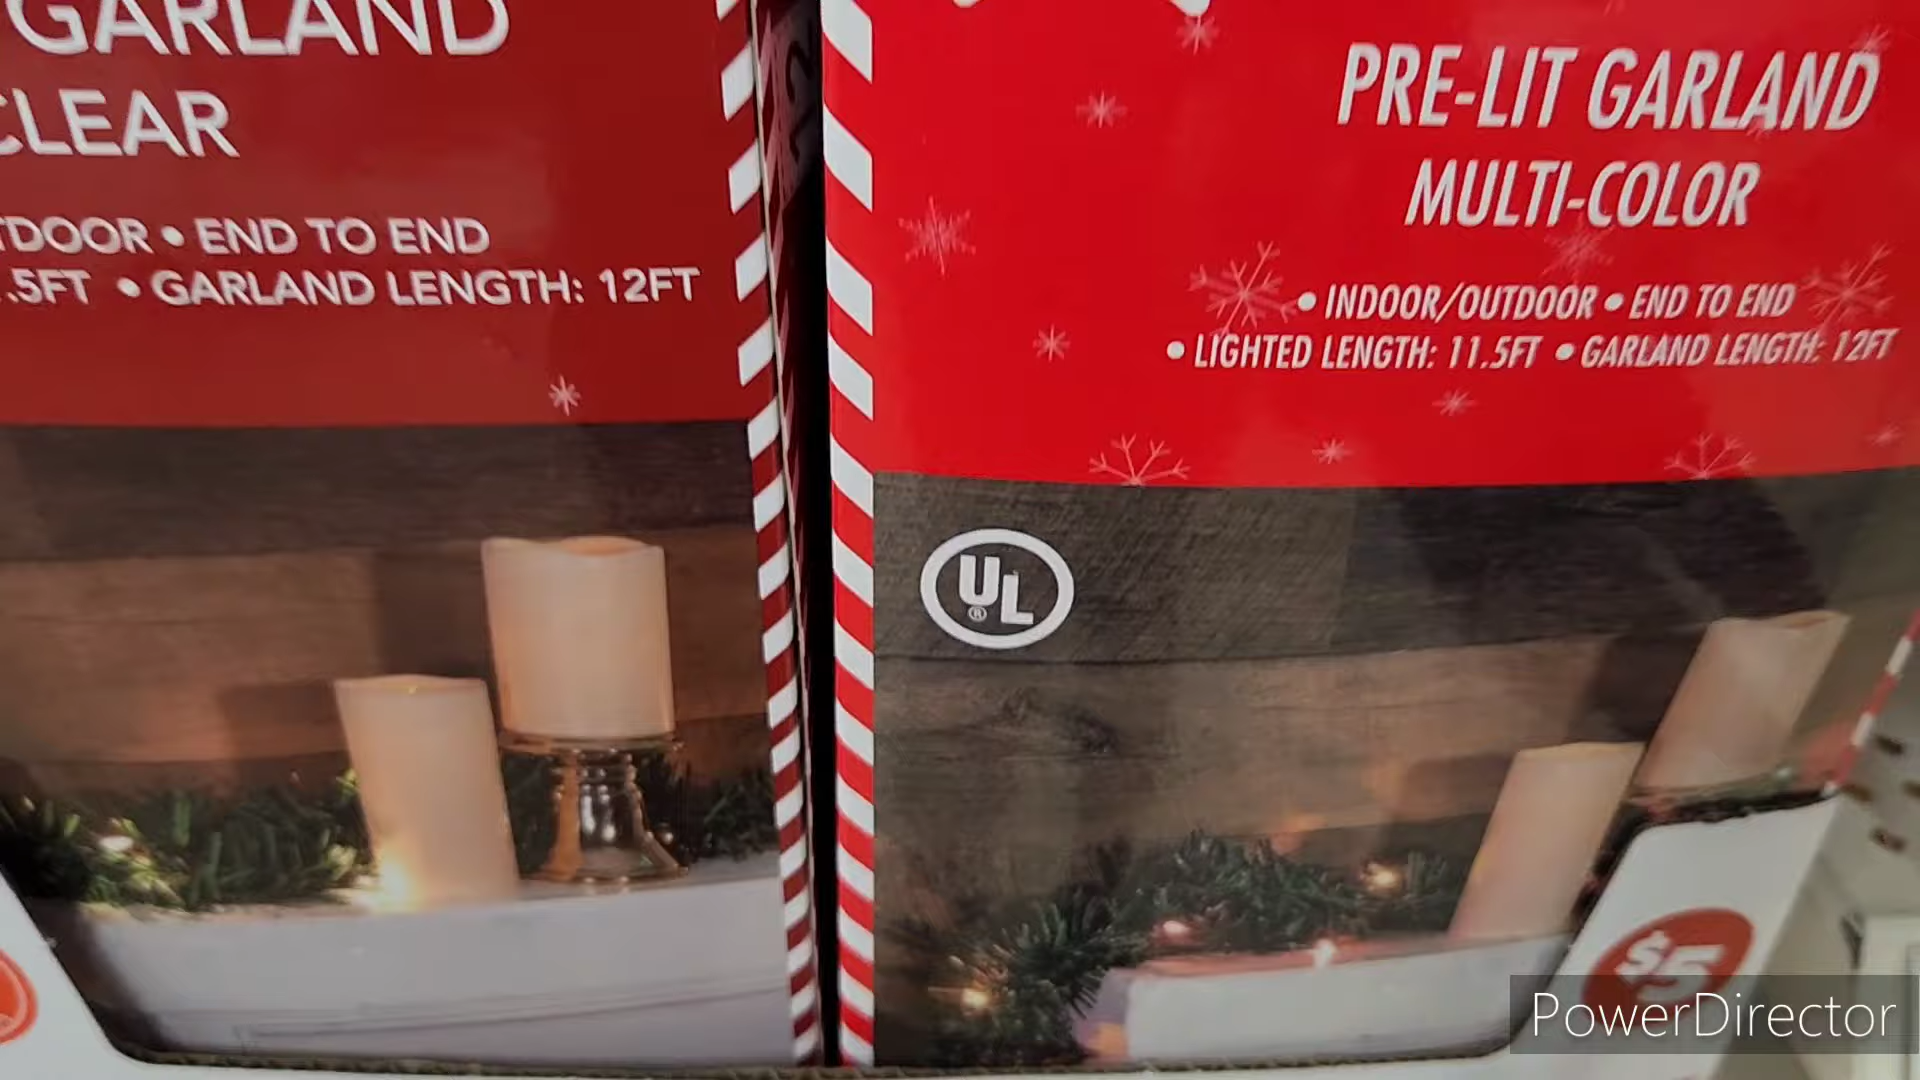 GARLAND
CLEAR
TDOOR • END TO END
.5FT • GARLAND LENGTH: 12FT
PRE-LIT GARLAND
MULTI-COLOR
• INDOOR/OUTDOOR • END TO END
• LIGHTED LENGTH: 11.5FT • GARLAND LENGTH: 12FT
UL
®
$5
PowerDirector